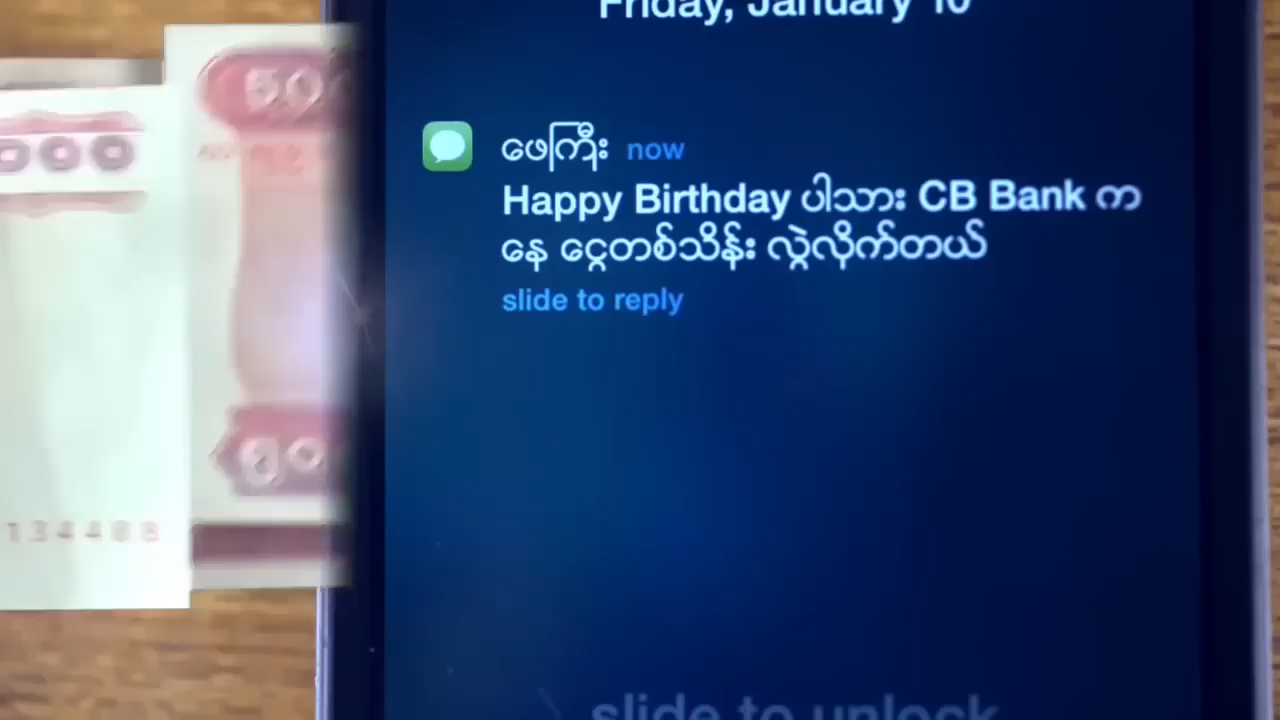 Friday, January 10
ဖေကြီး now
Happy Birthday ပါသား CB Bank က
နေ ငွေတစ်သိန်း လွှဲလိုက်တယ်
slide to reply
slide to unlock
134408